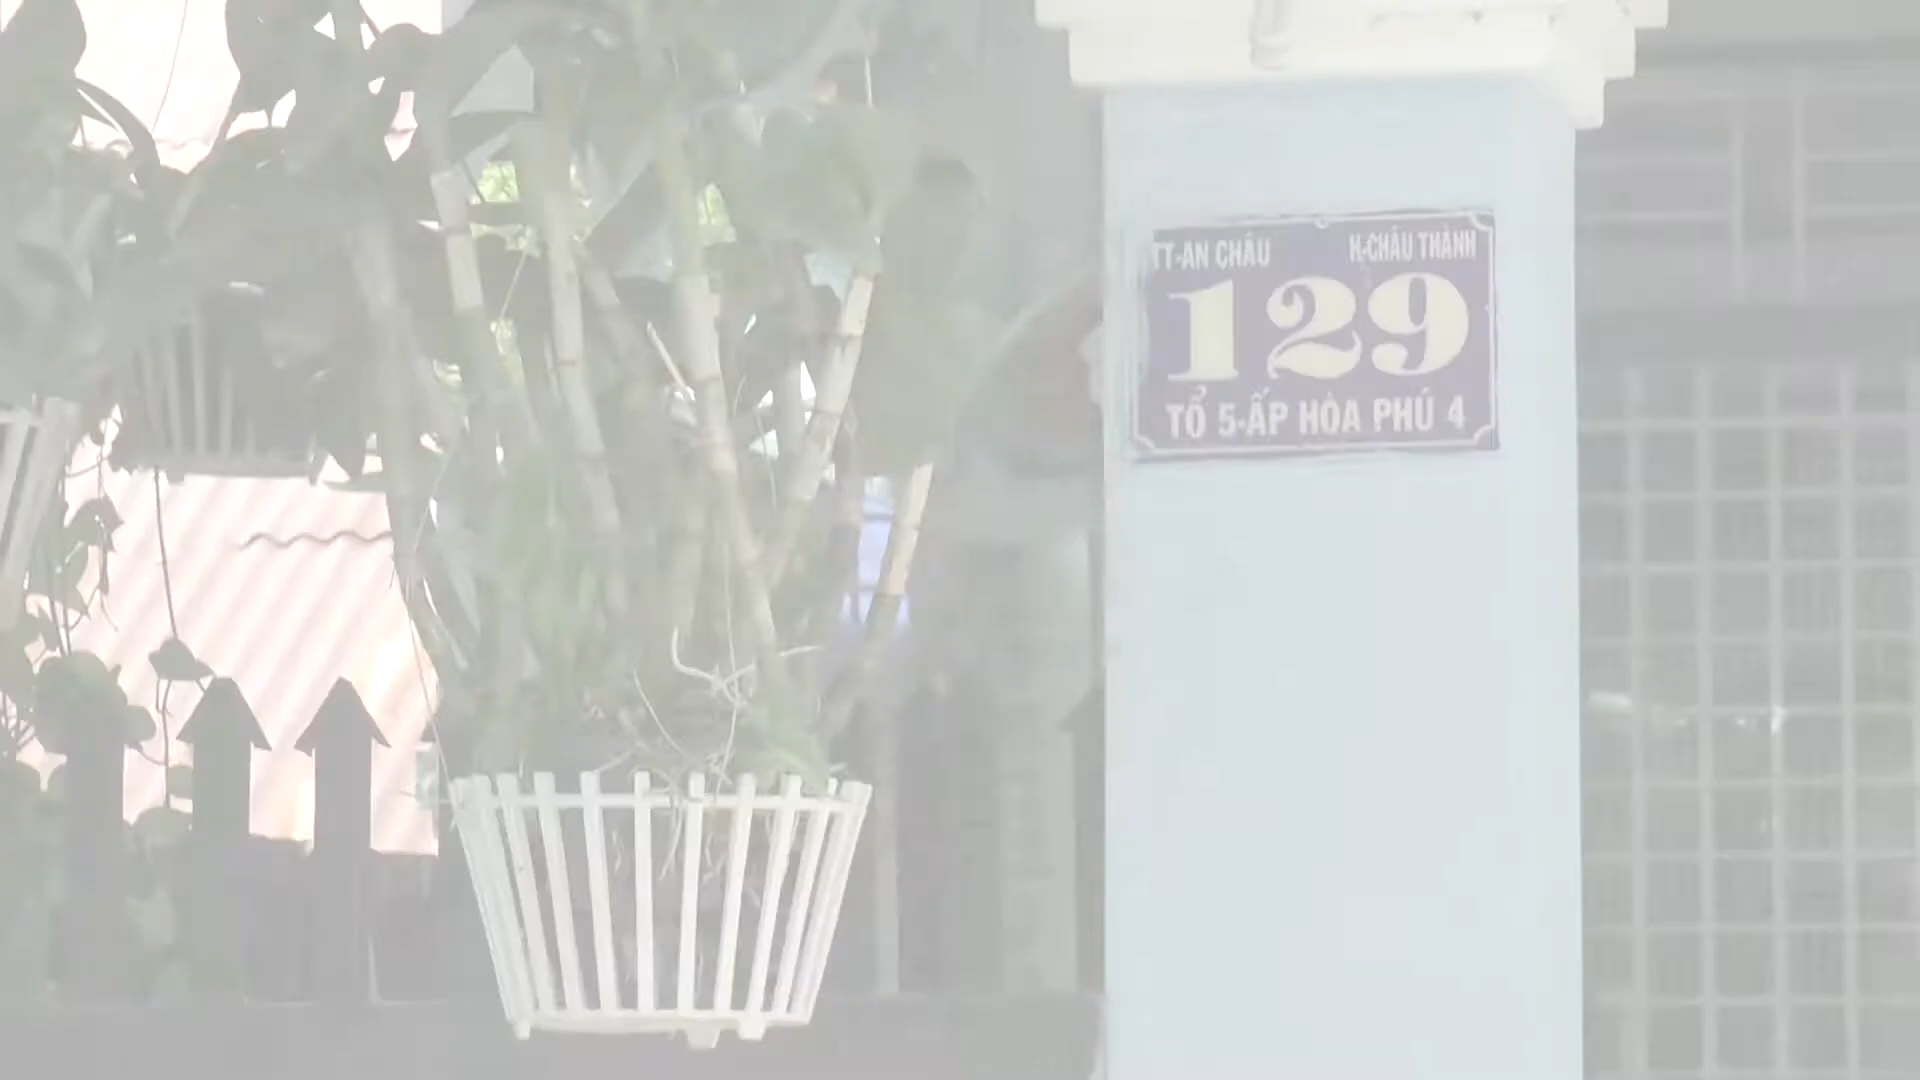 TT-AN CHÂU H-CHÂU THÀNH
129
TỔ 5-ẤP HÒA PHÚ 4